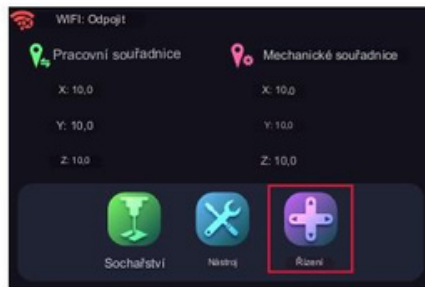 WIFI: Odpojit
Pracovní souřadnice
Mechanické souřadnice
X: 10,0
X: 10,0
Y: 10,0
Y: 10,0
Z: 10,0
Z: 10,0
Sochařství
Nástroj
Řízení